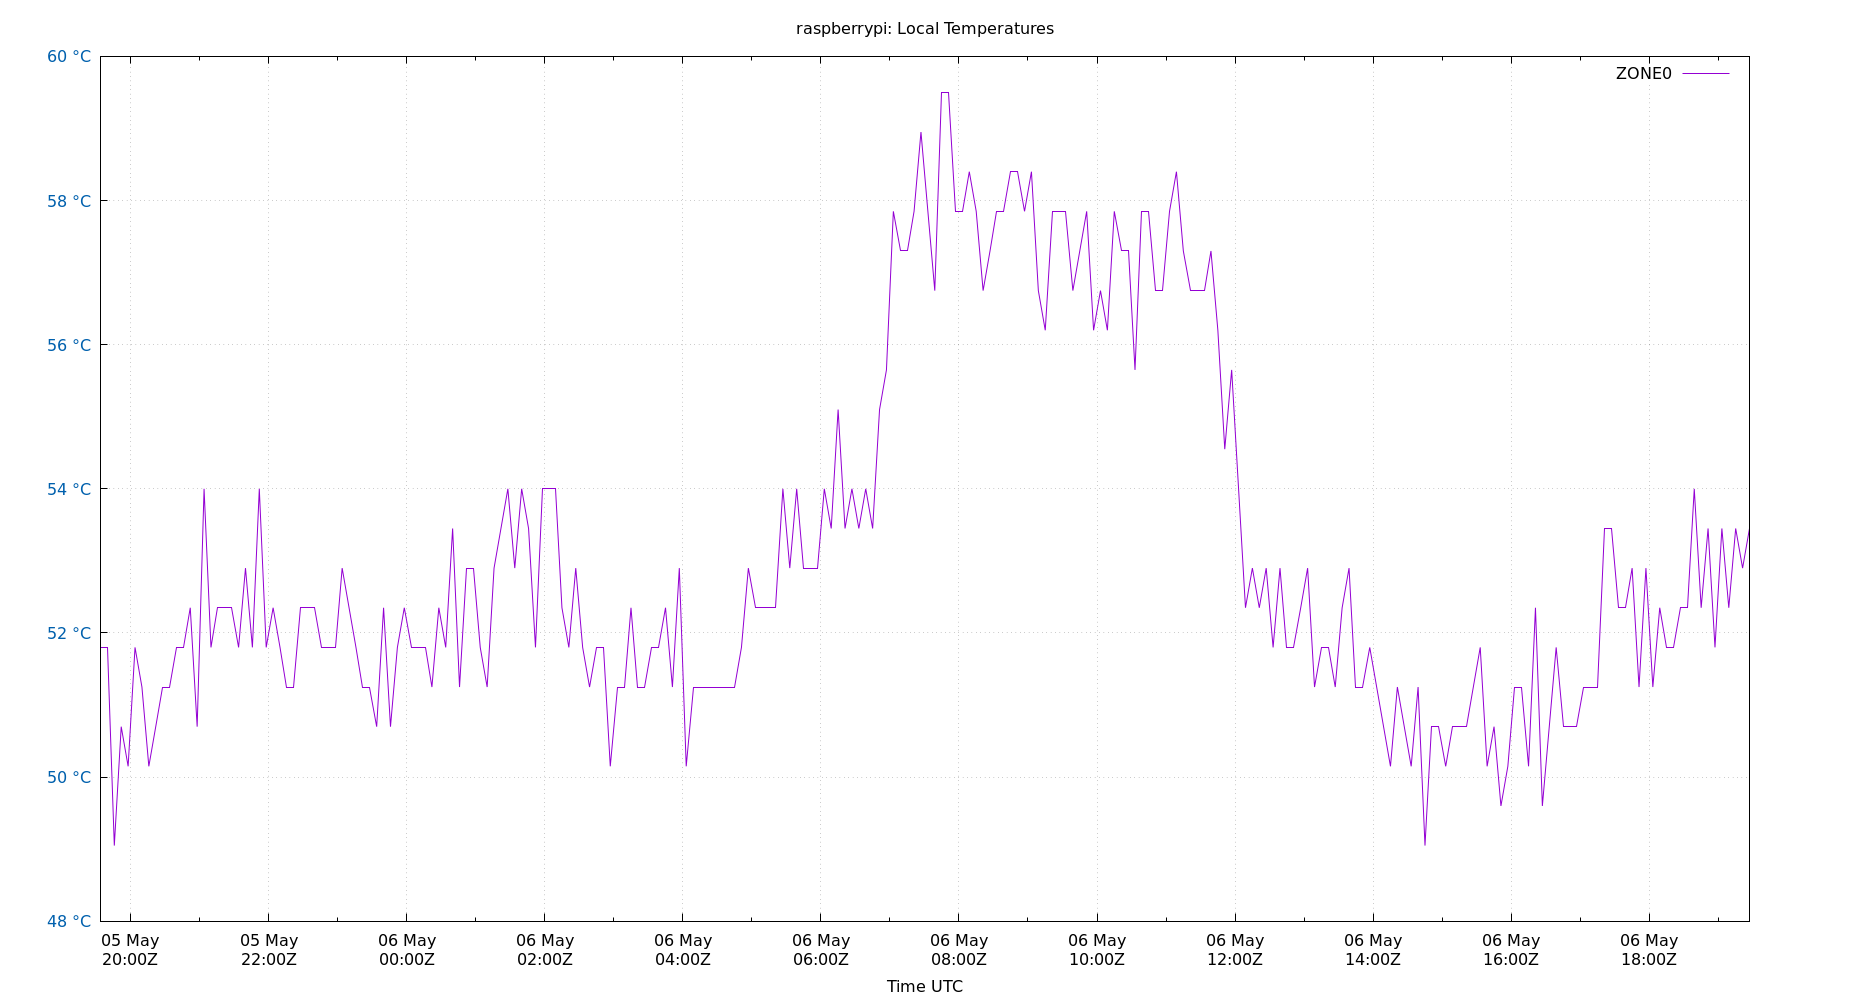 raspberrypi: Local Temperatures
ZONE0
60 °C
58 °C
56 °C
54 °C
52 °C
50 °C
48 °C
05 May 05 May 06 May 06 May 06 May 06 May 06 May 06 May 06 May 06 May 06 May 06 May
20:00Z 22:00Z 00:00Z 02:00Z 04:00Z 06:00Z 08:00Z 10:00Z 12:00Z 14:00Z 16:00Z 18:00Z
Time UTC